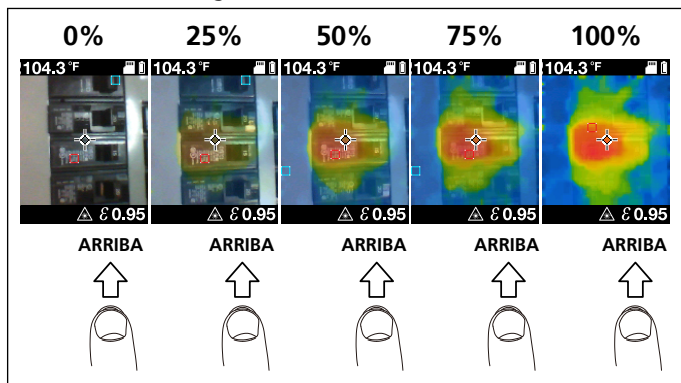 0% 25% 50% 75% 100%
104.3 °F 104.3 °F 104.3 °F 104.3 °F 104.3 °F
ε 0.95 ε 0.95 ε 0.95 ε 0.95 ε 0.95
ARRIBA ARRIBA ARRIBA ARRIBA ARRIBA